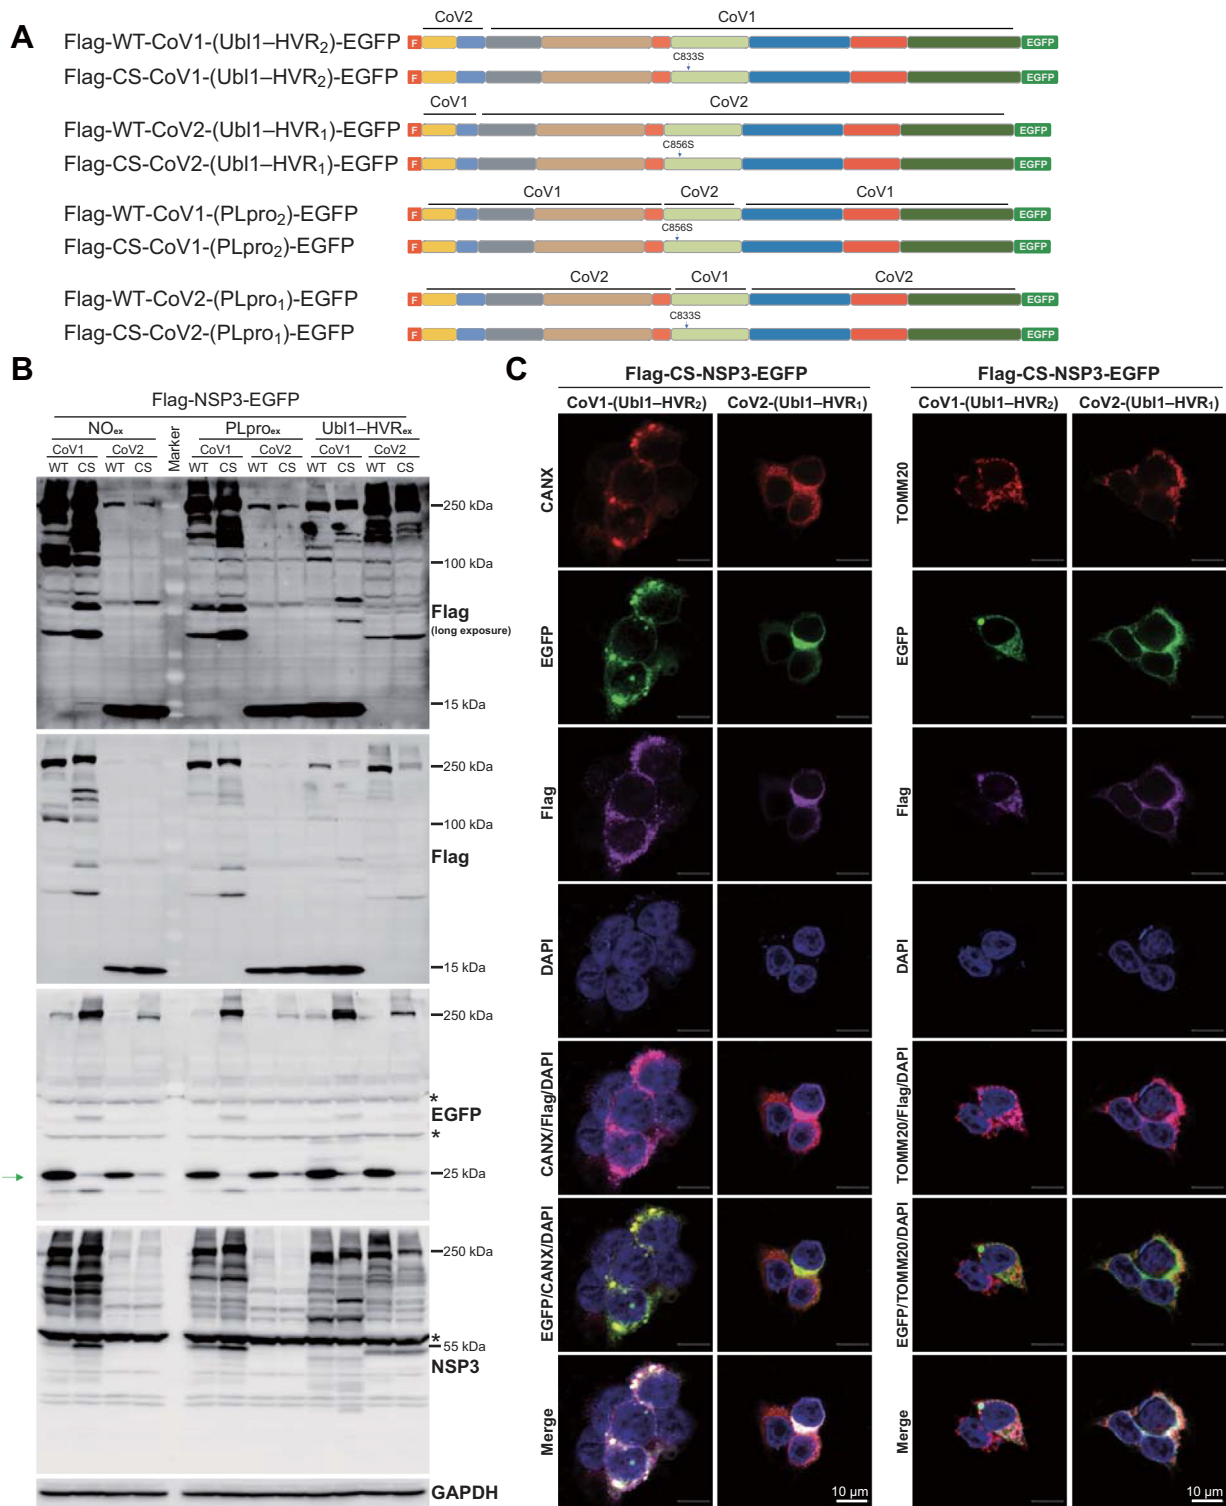 A
CoV2 CoV1
Flag-WT-CoV1-(Ubl1–HVR2)-EGFP F EGFP
C833S
Flag-CS-CoV1-(Ubl1–HVR2)-EGFP F EGFP
CoV1 CoV2
Flag-WT-CoV2-(Ubl1–HVR1)-EGFP F EGFP
C856S
Flag-CS-CoV2-(Ubl1–HVR1)-EGFP F EGFP
CoV1 CoV2 CoV1
Flag-WT-CoV1-(PLpro2)-EGFP F EGFP
C856S
Flag-CS-CoV1-(PLpro2)-EGFP F EGFP
CoV2 CoV1 CoV2
Flag-WT-CoV2-(PLpro1)-EGFP F EGFP
C833S
Flag-CS-CoV2-(PLpro1)-EGFP F EGFP
B
Flag-NSP3-EGFP
NOex Marker PLproex Ubl1–HVRex
CoV1 CoV2 CoV1 CoV2 CoV1 CoV2
WT CS WT CS WT CS WT CS WT CS WT CS
250 kDa
100 kDa
Flag
(long exposure)
15 kDa
250 kDa
100 kDa
Flag
15 kDa
250 kDa
*
EGFP
*
25 kDa
250 kDa
*
55 kDa
NSP3
GAPDH
C
Flag-CS-NSP3-EGFP Flag-CS-NSP3-EGFP
CoV1-(Ubl1–HVR2) CoV2-(Ubl1–HVR1) CoV1-(Ubl1–HVR2) CoV2-(Ubl1–HVR1)
CANX TOMM20
EGFP EGFP
Flag Flag
DAPI DAPI
CANX/Flag/DAPI TOMM20/Flag/DAPI
EGFP/CANX/DAPI EGFP/TOMM20/DAPI
Merge Merge
10 µm 10 µm